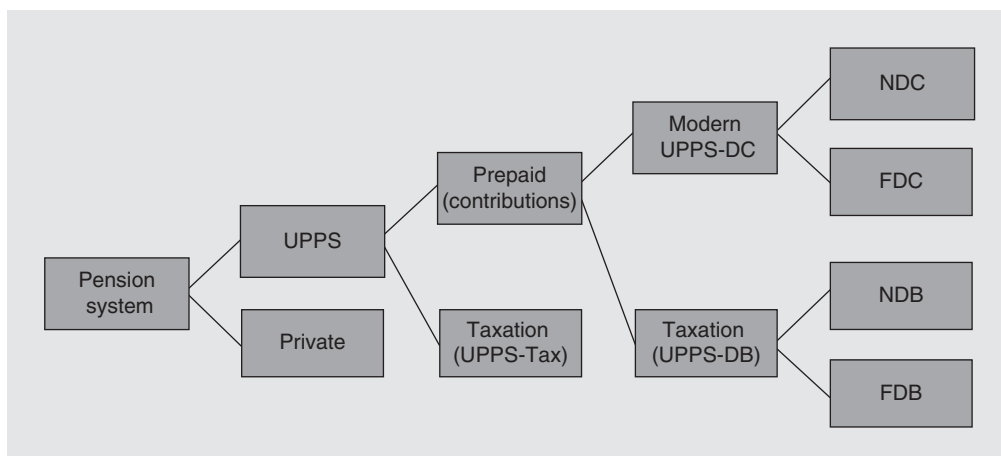 Pension
system
UPPS
Private
Prepaid
(contributions)
Taxation
(UPPS-Tax)
Modern
UPPS-DC
Taxation
(UPPS-DB)
NDC
FDC
NDB
FDB